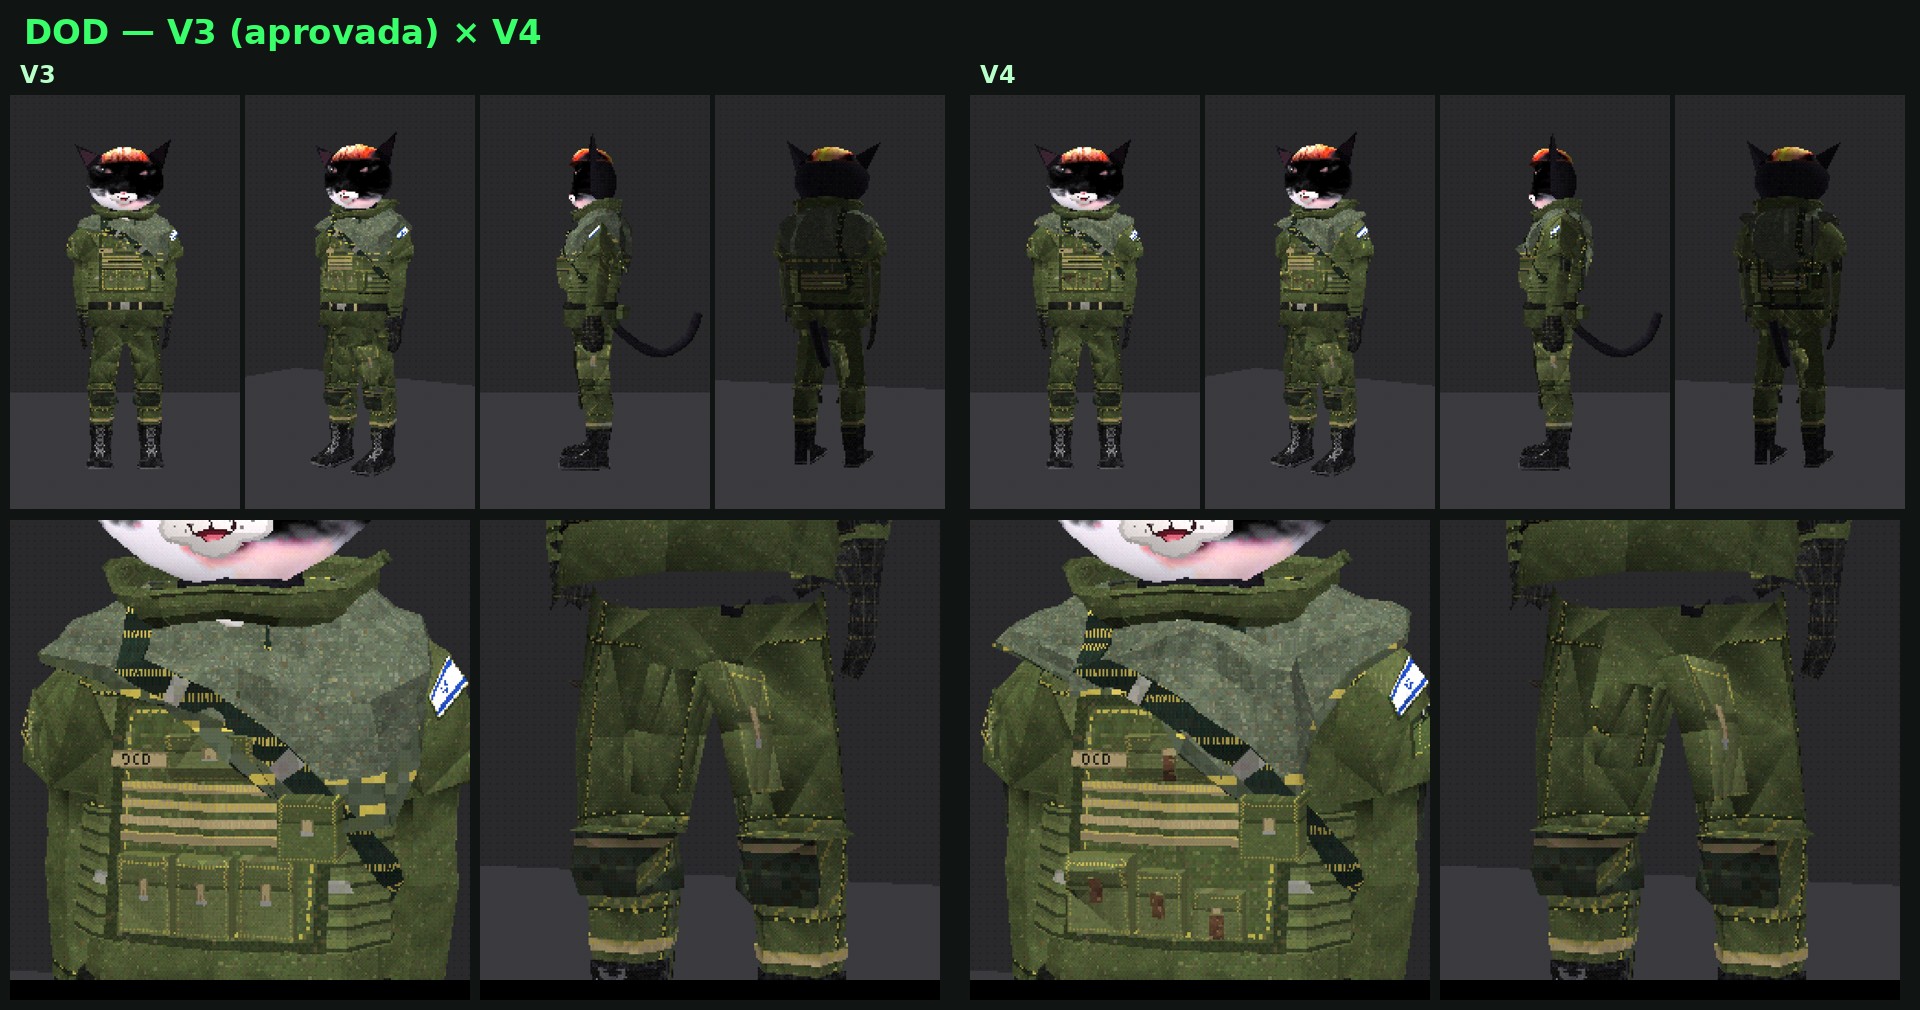 DOD — V3 (aprovada) × V4
V3
V4
DCD
DCD